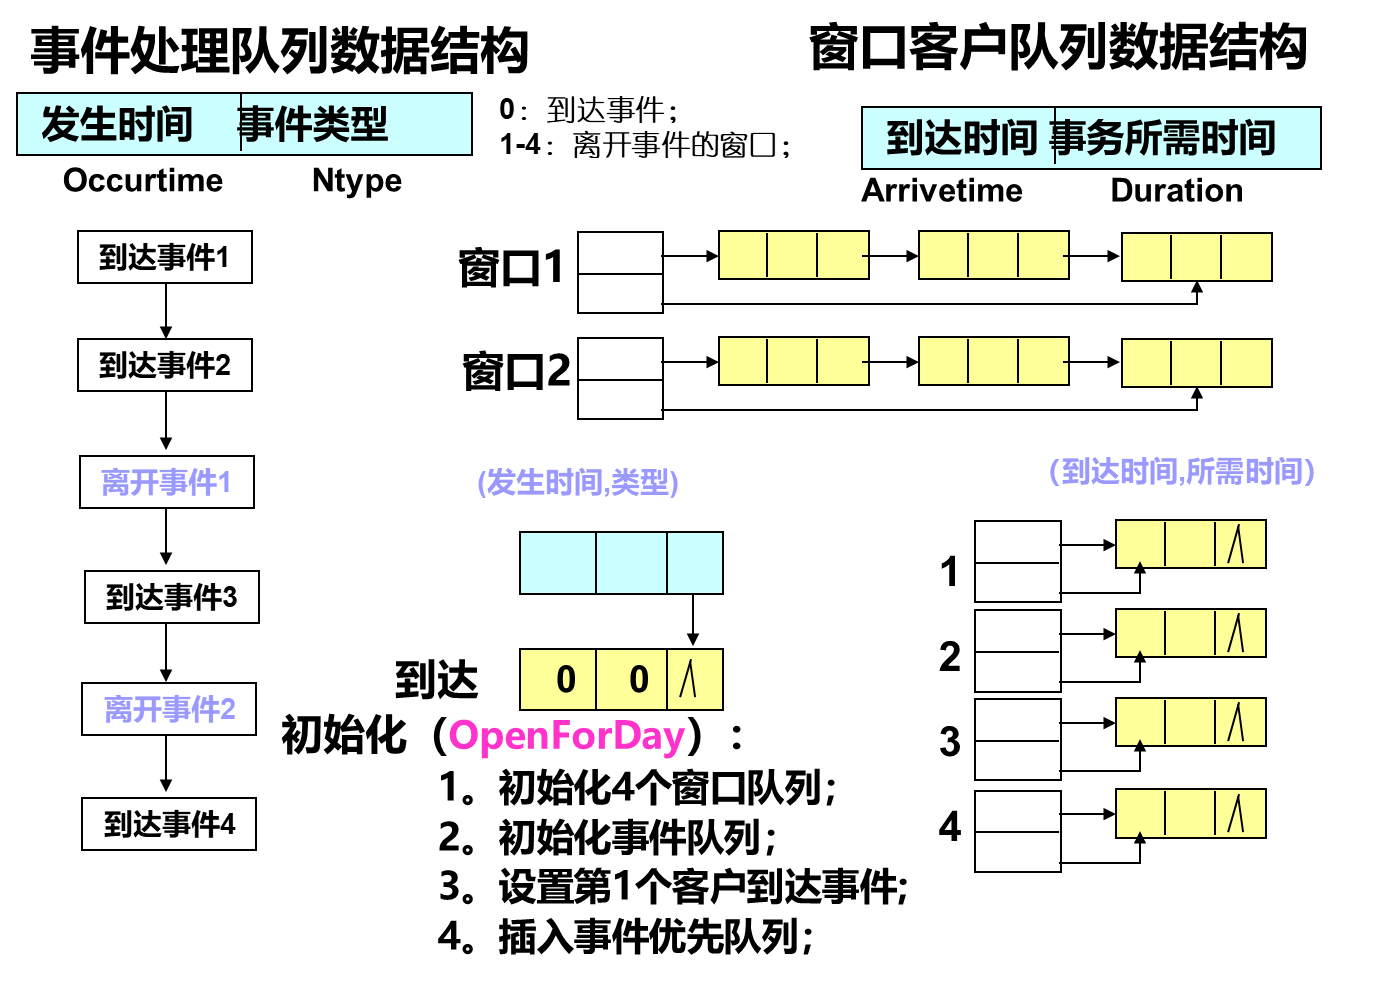 事件处理队列数据结构
窗口客户队列数据结构
发生时间 事件类型
0：到达事件；
1-4：离开事件的窗口；
到达时间 事务所需时间
Occurtime Ntype
Arrivetime Duration
到达事件1
到达事件2
离开事件1
到达事件3
离开事件2
到达事件4
窗口1
窗口2
(发生时间,类型)
（到达时间,所需时间）
到达 0 0 ∧
初始化（OpenForDay）：
1。初始化4个窗口队列；
2。初始化事件队列；
3。设置第1个客户到达事件;
4。插入事件优先队列；
1 ∧
2 ∧
3 ∧
4 ∧